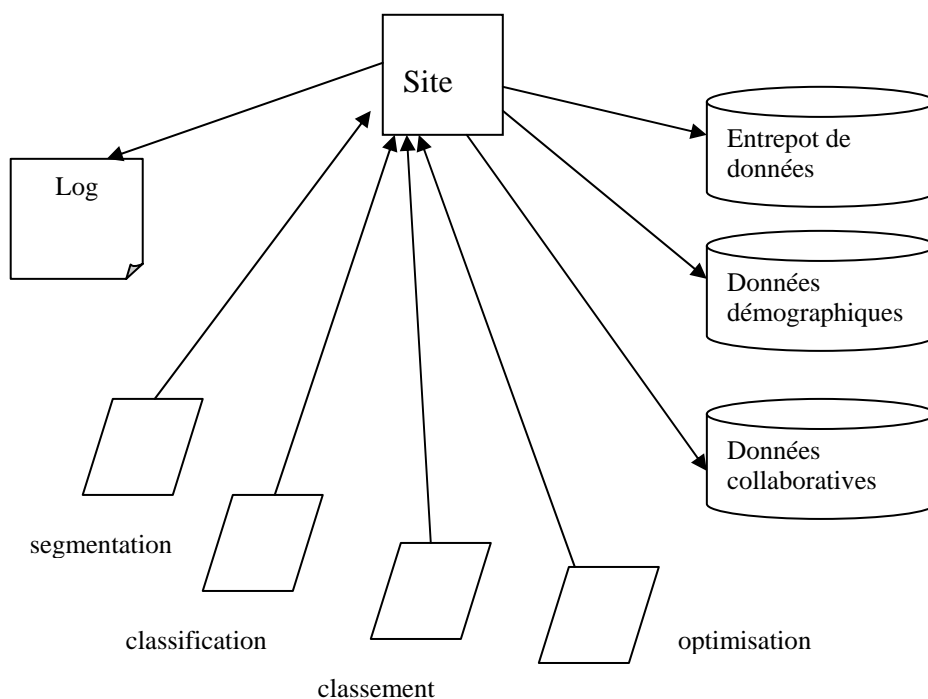 Site
Log
Entrepot de
données
Données
démographiques
Données
collaboratives
segmentation
classification
classement
optimisation